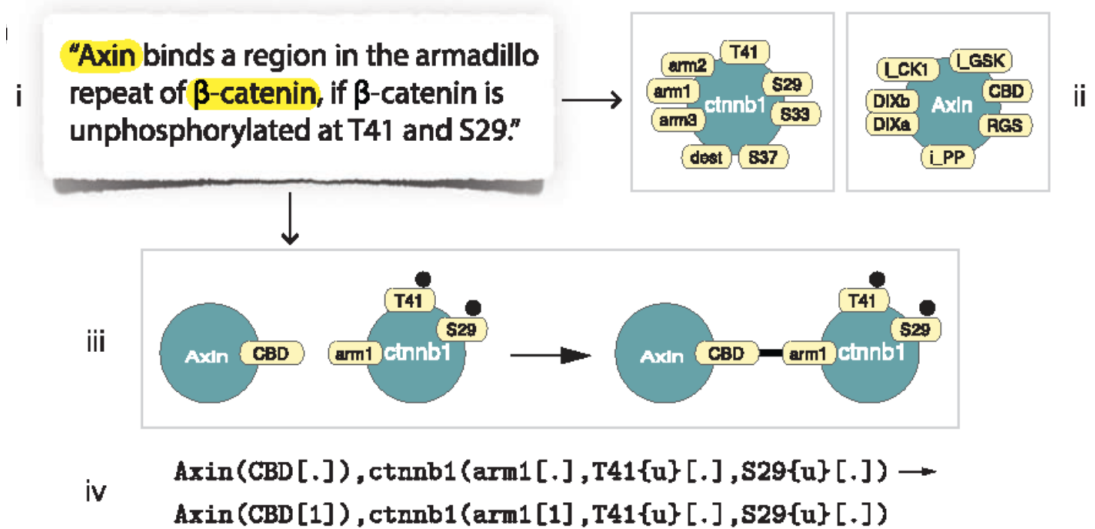 "Axin binds a region in the armadillo
repeat of β-catenin, if β-catenin is
unphosphorylated at T41 and S29."
i
T41
arm2
arm1
ctnnb1
S29
arm3
S33
dest
S37
I_CK1
I_GSK
DIXb
Axin
CBD
DIXa
RGS
i_PP
ii
iii
Axin
CBD
arm1
ctnnb1
T41
S29
Axin
CBD
arm1
ctnnb1
T41
S29
iv
Axin(CBD[.]),ctnnb1(arm1[.],T41{u}[.],S29{u}[.]) →
Axin(CBD[1]),ctnnb1(arm1[1],T41{u}[.],S29{u}[.])